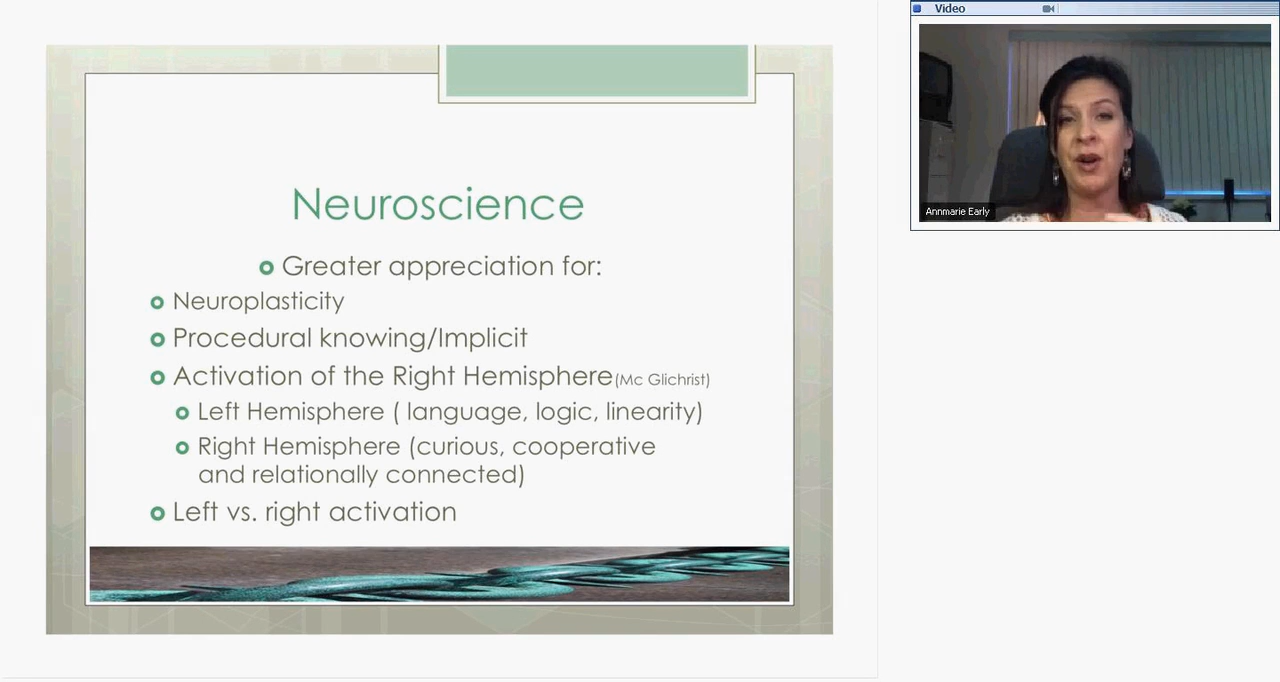 Video
Annmarie Early
Neuroscience
Greater appreciation for:
Neuroplasticity
Procedural knowing/Implicit
Activation of the Right Hemisphere(Mc Glichrist)
Left Hemisphere ( language, logic, linearity)
Right Hemisphere (curious, cooperative
and relationally connected)
Left vs. right activation